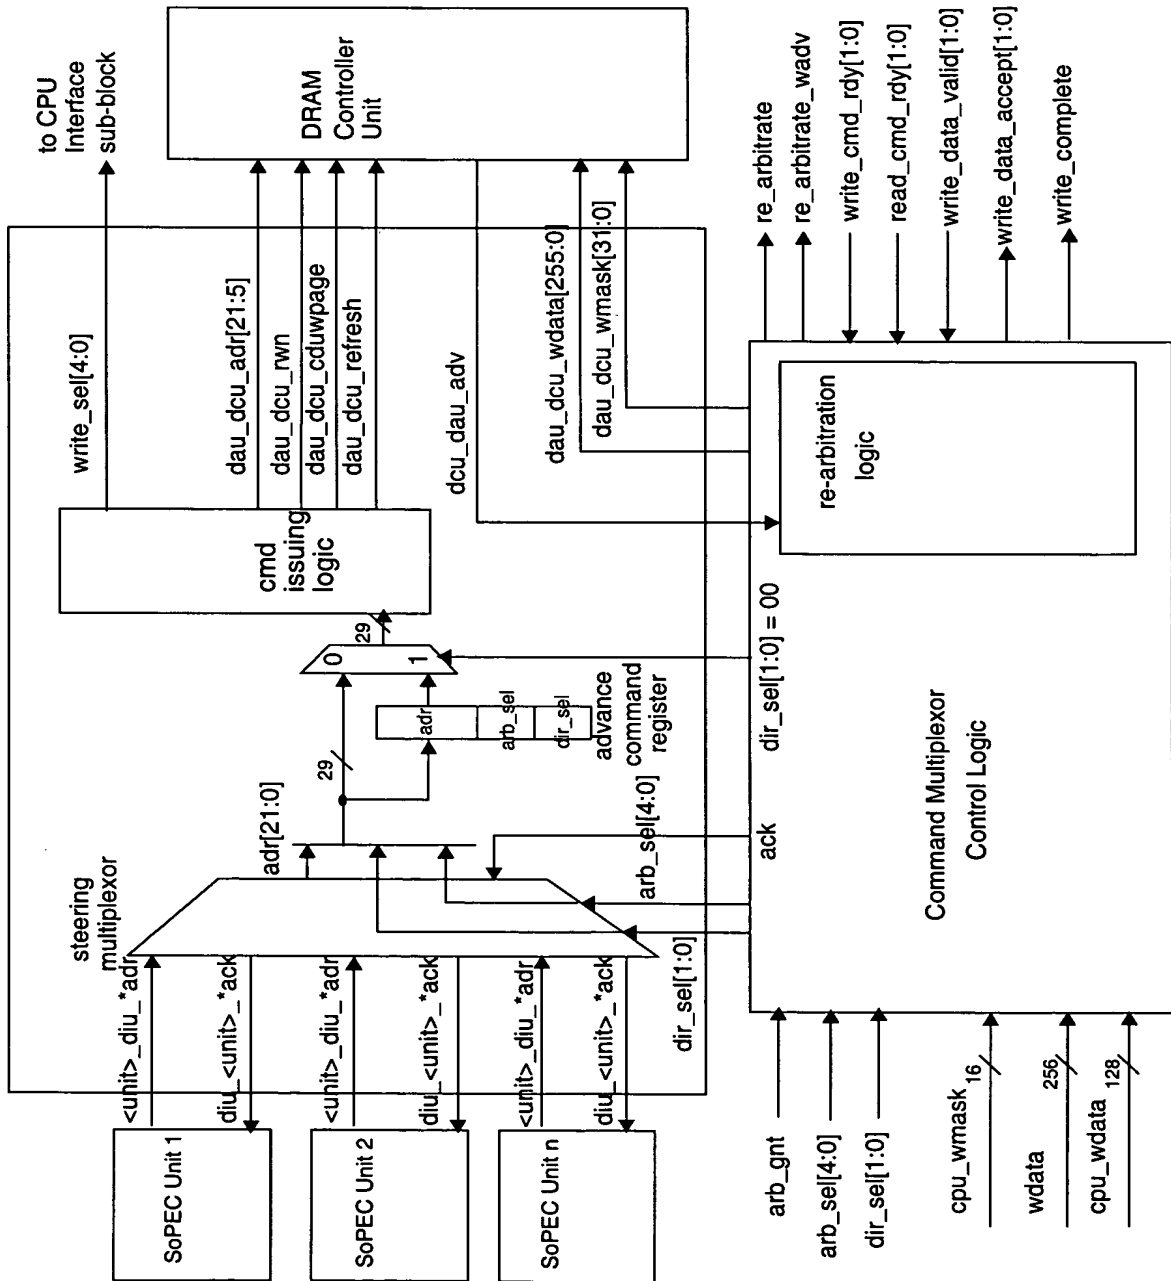 to CPU
Interface
sub-block
write_sel[4:0]
dau_dcu_adr[21:5]
dau_dcu_rwn
dau_dcu_cduwpage
dau_dcu_refresh
dcu_dau_adv
dau_dcu_wdata[255:0]
dau_dcu_wmask[31:0]
DRAM
Controller
Unit
cmd
issuing
logic
29
0
1
adr
arb_sel
dir_sel
advance
command
register
29
adr[21:0]
steering
multiplexor
<unit>_diu_*adr
diu_<unit>_*ack
<unit>_diu_*adr
diu_<unit>_*ack
<unit>_diu_*adr
diu_<unit>_*ack
SoPEC Unit 1
SoPEC Unit 2
SoPEC Unit n
dir_sel[1:0]
arb_sel[4:0]
ack
dir_sel[1:0] = 00
re-arbitration
logic
Command Multiplexor
Control Logic
re_arbitrate
re_arbitrate_wadv
write_cmd_rdy[1:0]
read_cmd_rdy[1:0]
write_data_valid[1:0]
write_data_accept[1:0]
write_complete
arb_gnt
arb_sel[4:0]
dir_sel[1:0]
cpu_wmask
16
wdata
256
cpu_wdata
128